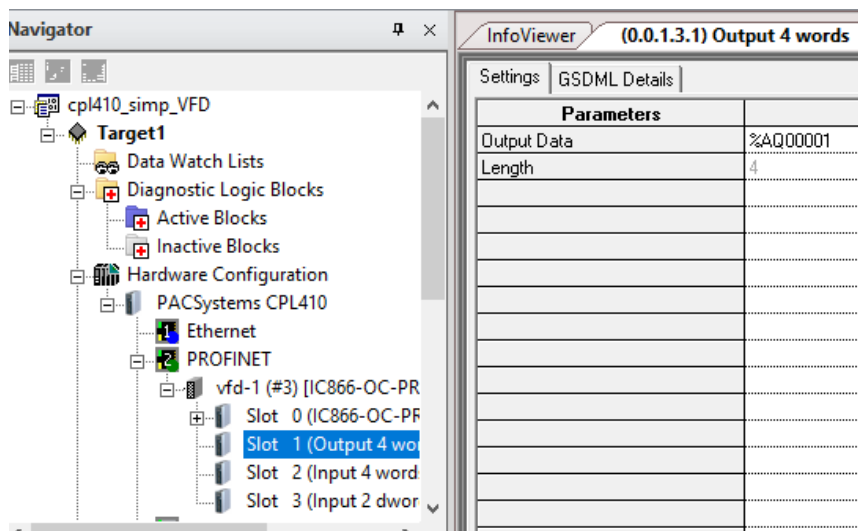 Navigator
cpl410_simp_VFD
Target1
Data Watch Lists
Diagnostic Logic Blocks
Active Blocks
Inactive Blocks
Hardware Configuration
PACSystems CPL410
1 Ethernet
2 PROFINET
vfd-1 (#3) [IC866-OC-PR
Slot 0 (IC866-OC-PR
Slot 1 (Output 4 wor
Slot 2 (Input 4 word
Slot 3 (Input 2 dwor
InfoViewer (0.0.1.3.1) Output 4 words
Settings GSDML Details
Parameters
Output Data %AQ00001
Length 4